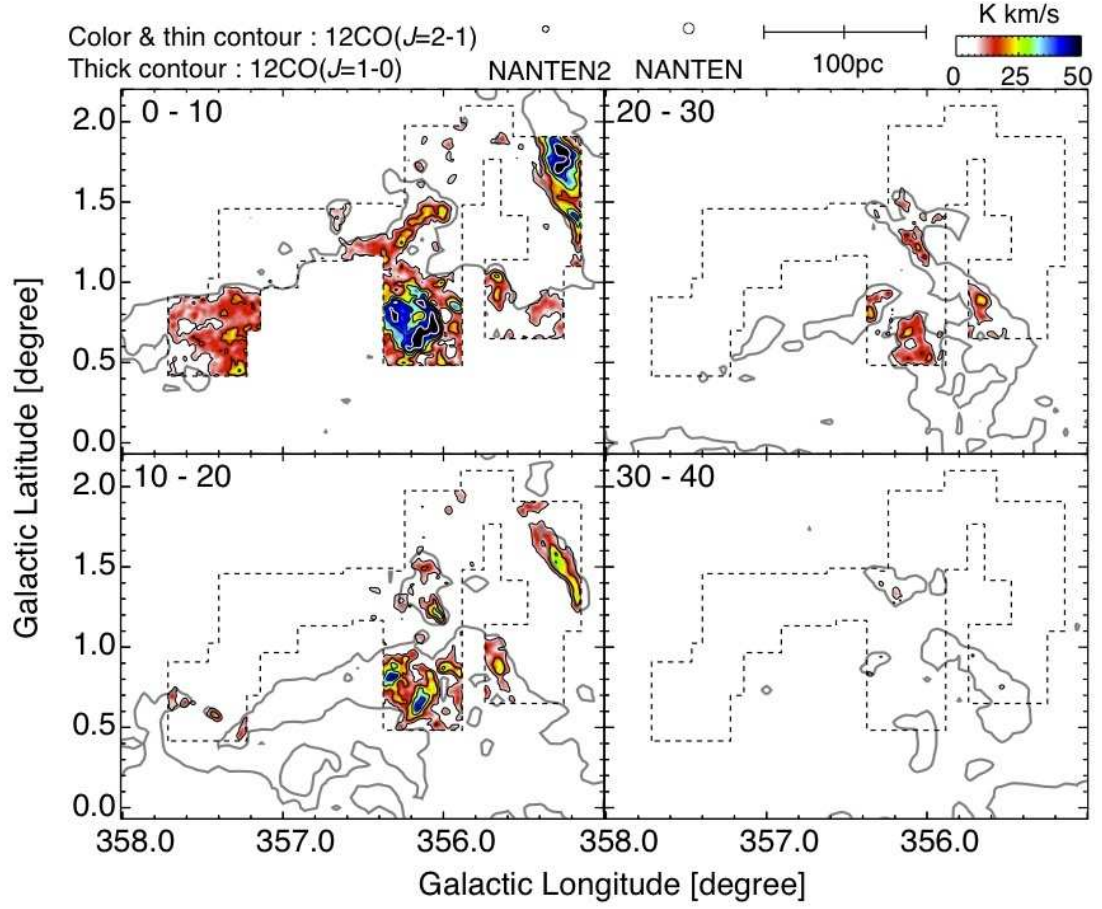 Color & thin contour : 12CO(J=2-1)
Thick contour : 12CO(J=1-0)
NANTEN2
NANTEN
100pc
K km/s
0 25 50
0 - 10
20 - 30
2.0
1.5
1.0
0.5
0.0
10 - 20
30 - 40
2.0
1.5
1.0
0.5
0.0
358.0 357.0 356.0 358.0 357.0 356.0
Galactic Latitude [degree]
Galactic Longitude [degree]